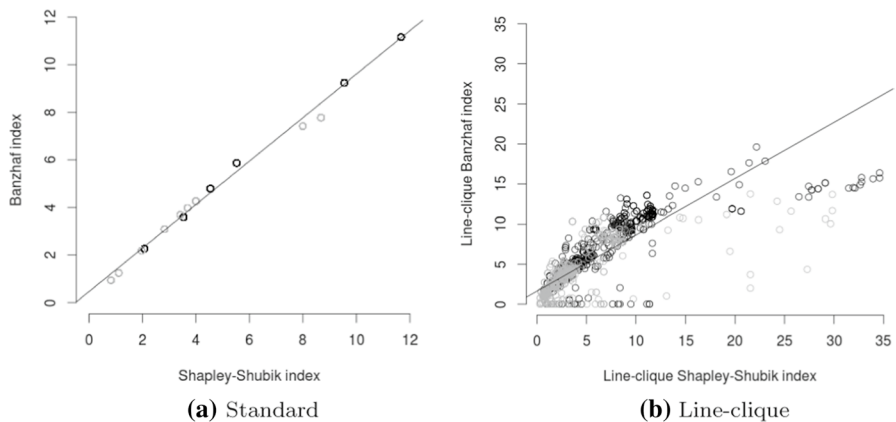 12
10
8
6
4
2
0
Banzhaf index
0 2 4 6 8 10 12
Shapley-Shubik index
(a) Standard
35
30
25
20
15
10
5
0
Line-clique Banzhaf index
0 5 10 15 20 25 30 35
Line-clique Shapley-Shubik index
(b) Line-clique